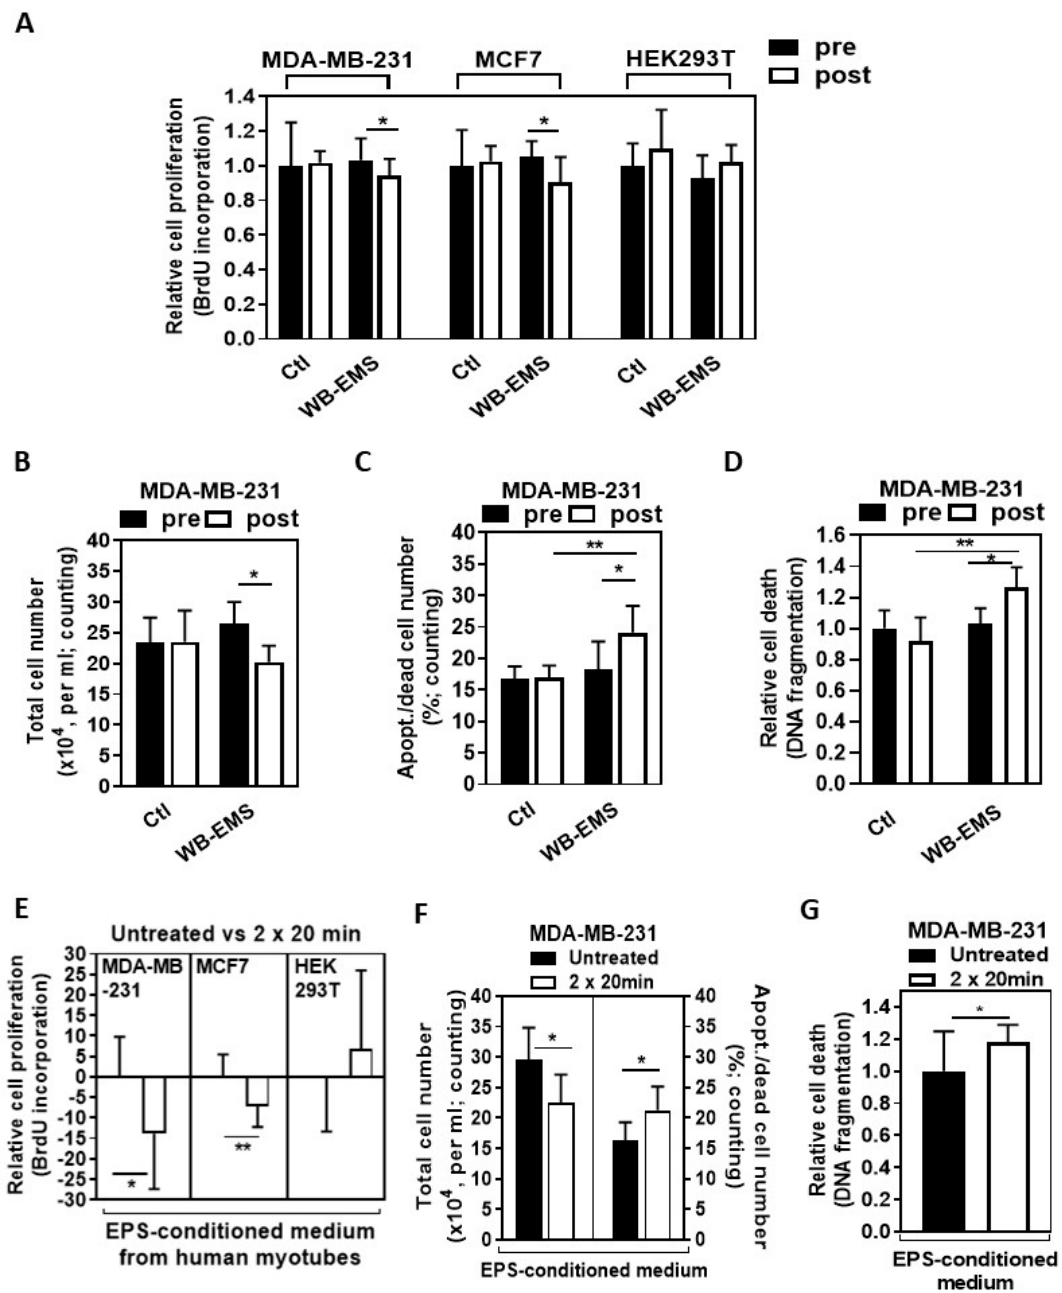 A
MDA-MB-231 MCF7 HEK293T
pre
post
Relative cell proliferation
(BrdU incorporation)
1.4
1.2
1.0
0.8
0.6
0.4
0.2
0.0
* *
Ctl WB-EMS Ctl WB-EMS Ctl WB-EMS
B
MDA-MB-231
pre post
Total cell number
(x10⁴, per ml; counting)
40
35
30
25
20
15
10
5
0
*
Ctl WB-EMS
C
MDA-MB-231
pre post
Apopt./dead cell number
(%; counting)
40
35
30
25
20
15
10
5
0
**
*
Ctl WB-EMS
D
MDA-MB-231
pre post
Relative cell death
(DNA fragmentation)
1.6
1.4
1.2
1.0
0.8
0.6
0.4
0.2
0.0
**
*
Ctl WB-EMS
E
Untreated vs 2 x 20 min
Relative cell proliferation
(BrdU incorporation)
30
25
20
15
10
5
0
-5
-10
-15
-20
-25
-30
MDA-MB
-231
MCF7
HEK
293T
*
**
EPS-conditioned medium
from human myotubes
F
MDA-MB-231
Untreated
2 x 20min
Total cell number
(x10⁴, per ml; counting)
40
35
30
25
20
15
10
5
0
*
*
40
35
30
25
20
15
10
5
0
Apopt./dead cell number
(%; counting)
EPS-conditioned medium
G
MDA-MB-231
Untreated
2 x 20min
Relative cell death
(DNA fragmentation)
1.4
1.2
1.0
0.8
0.6
0.4
0.2
0.0
*
EPS-conditioned
medium